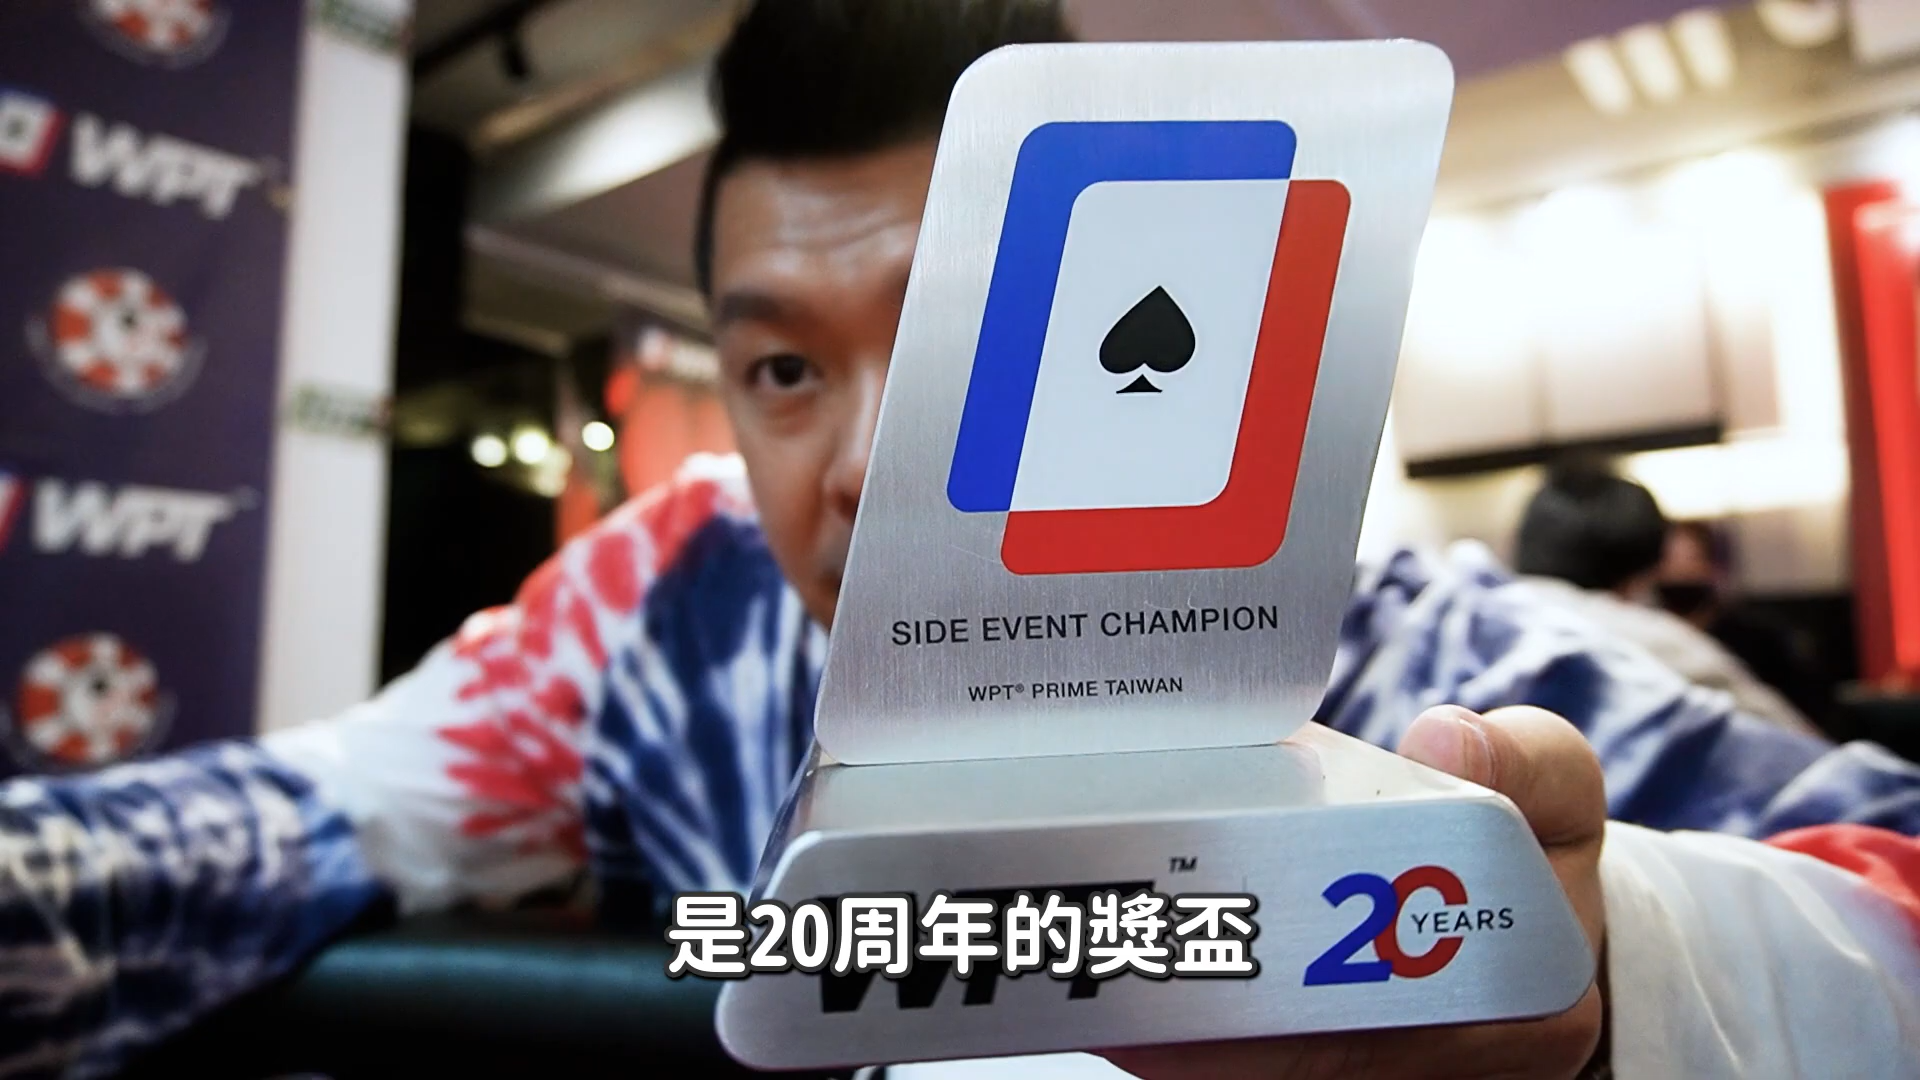 WPT
WPT
SIDE EVENT CHAMPION
WPT® PRIME TAIWAN
WPT™
20 YEARS
是20周年的獎盃